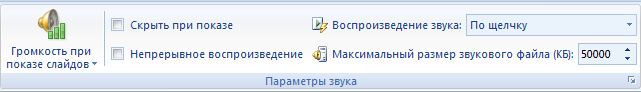 Громкость при
показе слайдов
Скрыть при показе
Непрерывное воспроизведение
Воспроизведение звука: По щелчку
Максимальный размер звукового файла (КБ): 50000
Параметры звука